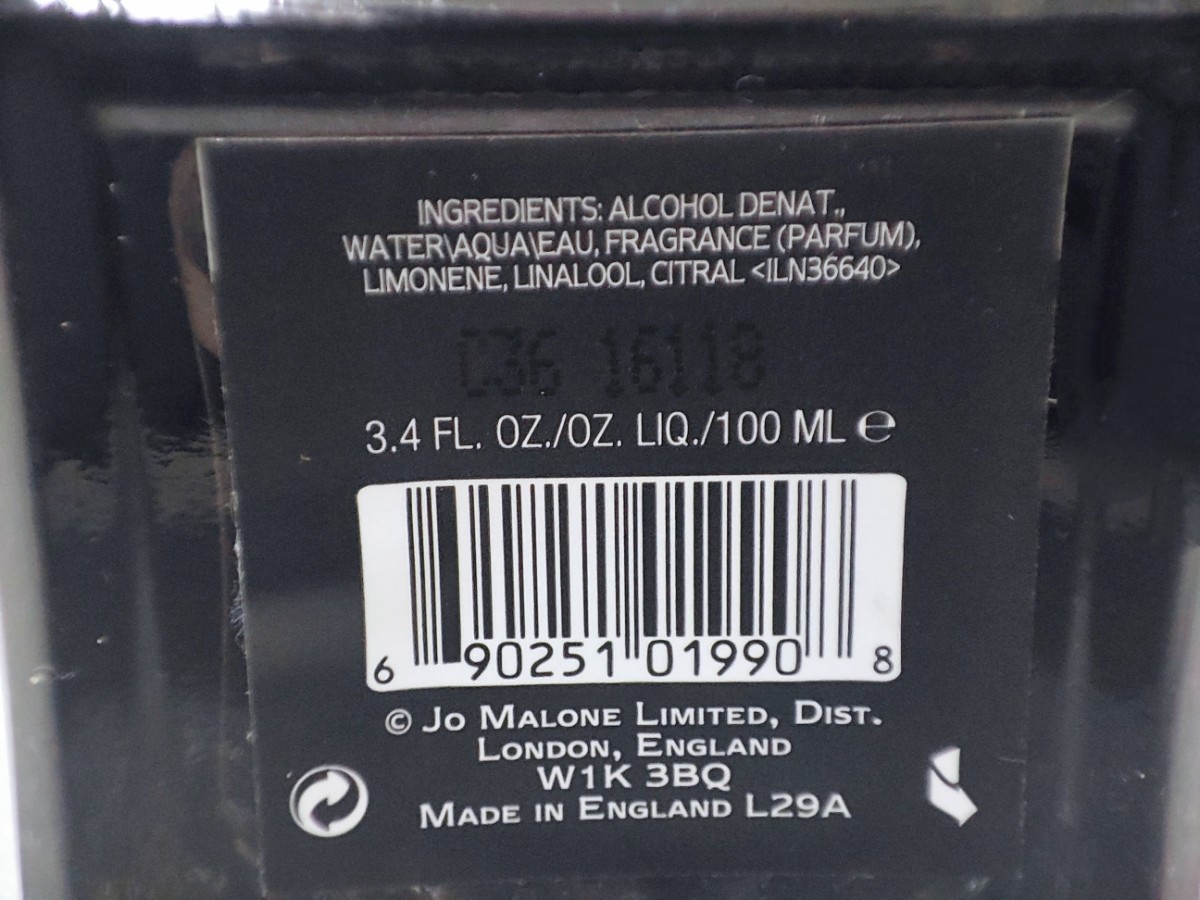 INGREDIENTS: ALCOHOL DENAT.,
WATER\AQUA\EAU, FRAGRANCE (PARFUM),
LIMONENE, LINALOOL, CITRAL <ILN36640>
C36 16118
3.4 FL. OZ./OZ. LIQ./100 ML ℮
6 90251 01990 8
© JO MALONE LIMITED, DIST.
LONDON, ENGLAND
W1K 3BQ
MADE IN ENGLAND L29A